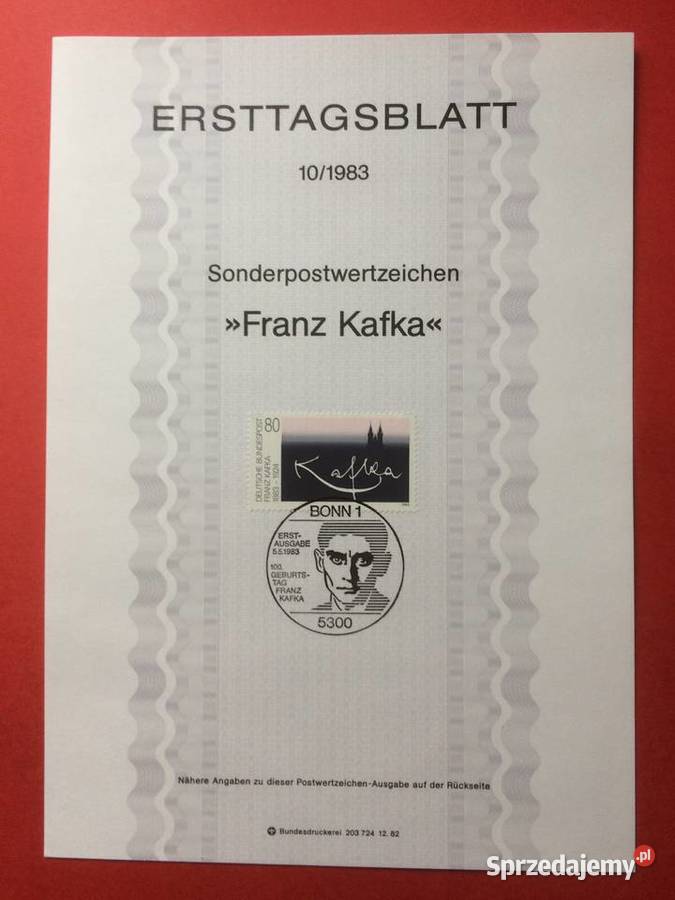 ERSTTAGSBLATT
10/1983
Sonderpostwertzeichen
»Franz Kafka«
80
DEUTSCHE BUNDESPOST
FRANZ KAFKA
1883 - 1924
Kafka
BONN 1
ERST-
AUSGABE
5.5.1983
100.
GEBURTS-
TAG
FRANZ
KAFKA
5300
Nähere Angaben zu dieser Postwertzeichen-Ausgabe auf der Rückseite
Bundesdruckerei 203 724 12. 82
Sprzedajemy.pl